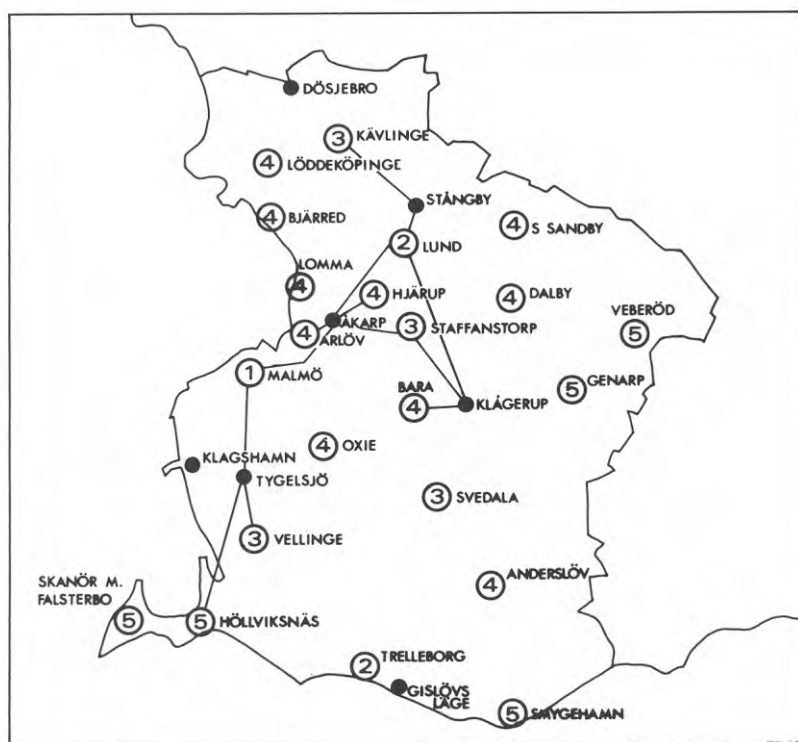 DÖSJEBRO
3 KÄVLINGE
4 LÖDDEKÖPINGE
STÅNGBY
4 BJÄRRED
4 S SANDBY
2 LUND
LOMMA
4
4 HJÄRUP
4 DALBY
VEBERÖD
5
ÅKARP
3 STAFFANSTORP
4 ARLÖV
1 MALMÖ
BARA
4
5 GENARP
KLÅGERUP
4 OXIE
KLAGSHAMN
TYGELSJÖ
3 SVEDALA
3 VELLINGE
4 ANDERSLÖV
SKANÖR M.
FALSTERBO
5
5 HÖLLVIKSNÄS
2 TRELLEBORG
GISLÖVS
LÄGE
5 SMYGEHAMN